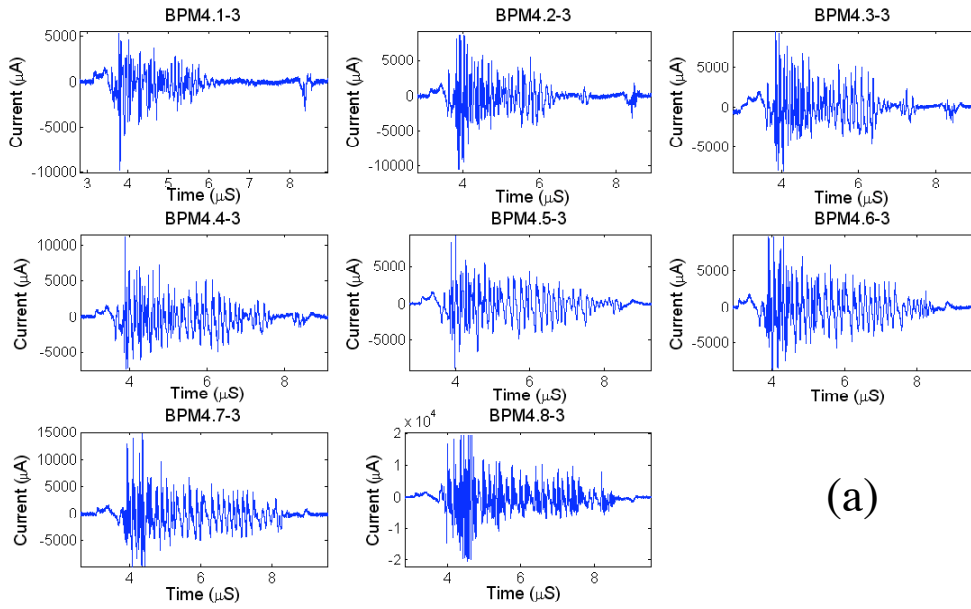 BPM4.1-3
BPM4.2-3
BPM4.3-3
5000
0
-5000
-10000
Current (μA)
3 4 5 6 7 8
Time (μS)
5000
0
-5000
-10000
Current (μA)
4 6 8
Time (μS)
5000
0
-5000
Current (μA)
4 6 8
Time (μS)
BPM4.4-3
BPM4.5-3
BPM4.6-3
10000
5000
0
-5000
Current (μA)
4 6 8
Time (μS)
5000
0
-5000
Current (μA)
4 6 8
Time (μS)
5000
0
-5000
Current (μA)
4 6 8
Time (μS)
BPM4.7-3
BPM4.8-3
15000
10000
5000
0
-5000
Current (μA)
4 6 8
Time (μS)
x 10⁴
2
1
0
-1
-2
Current (μA)
4 6 8
Time (μS)
(a)